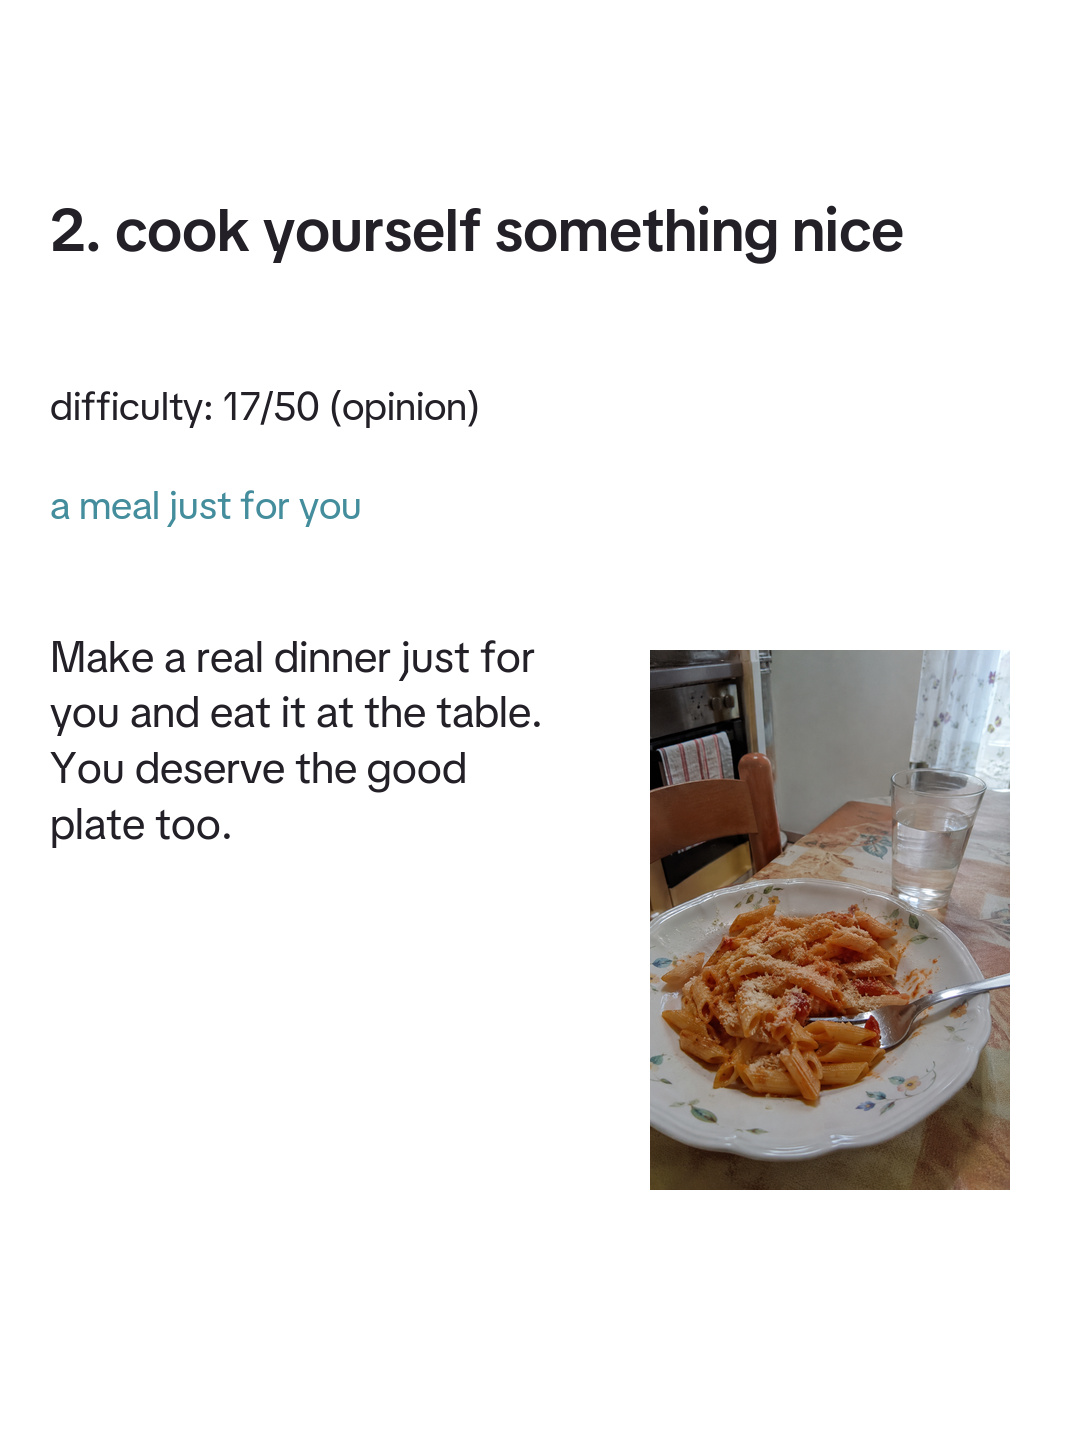 2. cook yourself something nice
difficulty: 17/50 (opinion)
a meal just for you
Make a real dinner just for
you and eat it at the table.
You deserve the good
plate too.